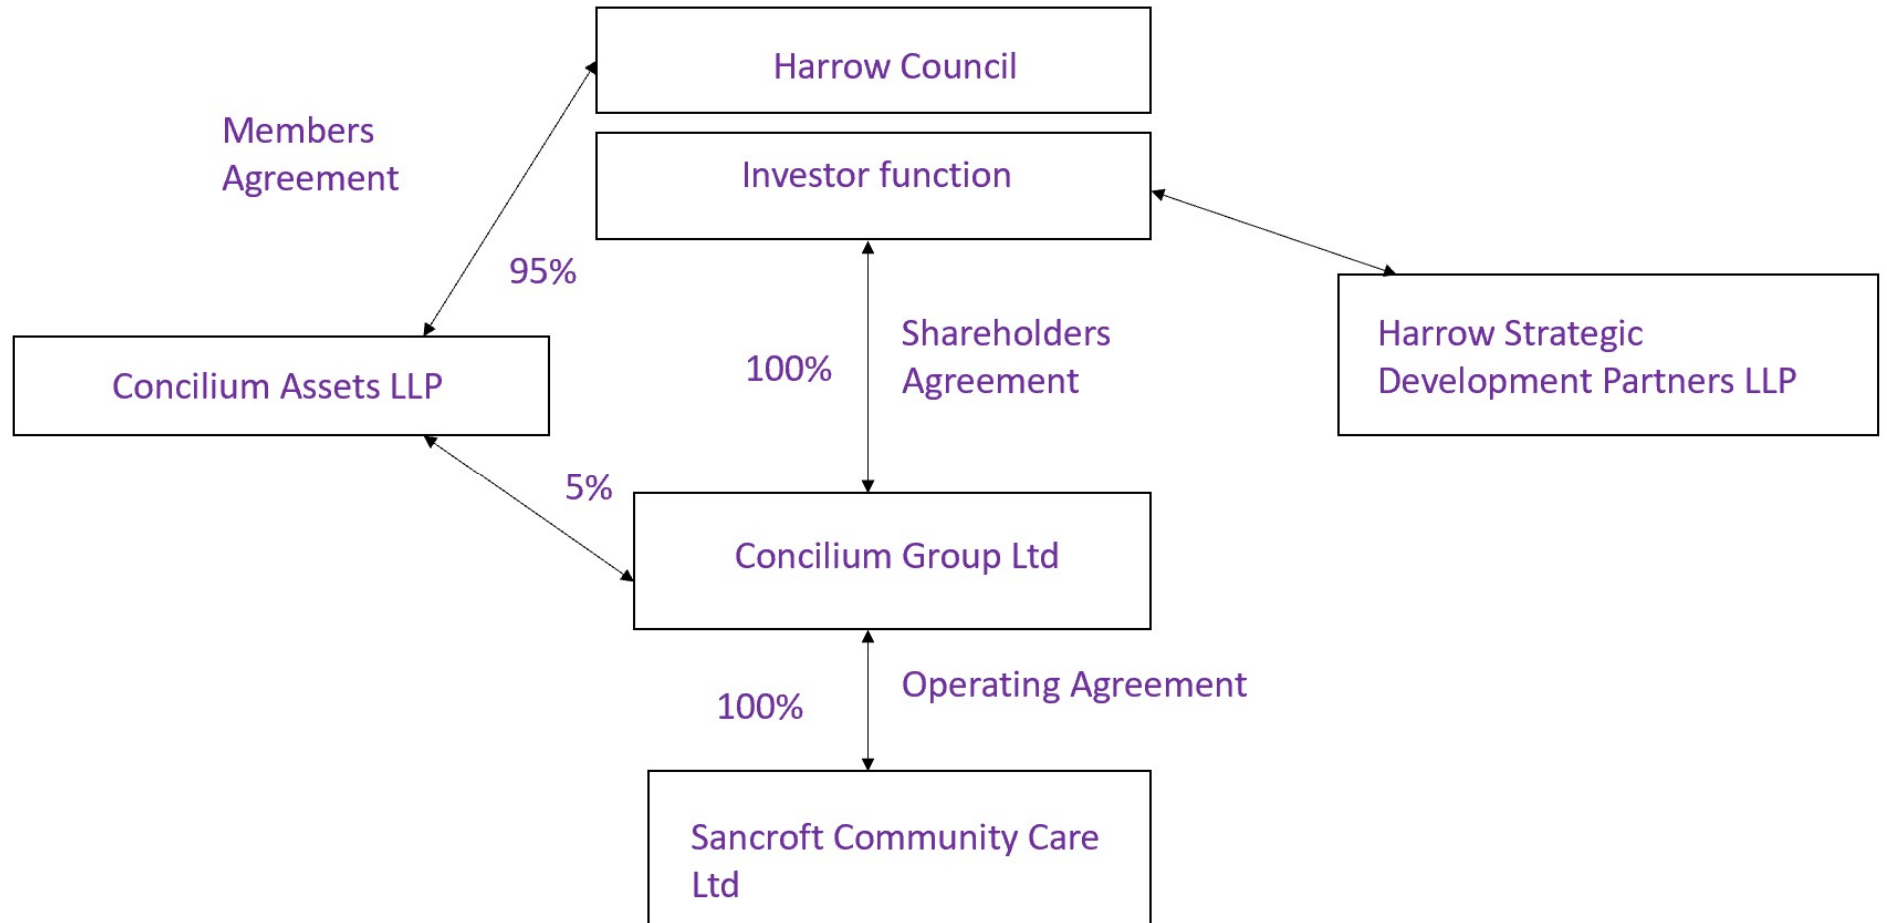 Harrow Council
Members
Agreement
Investor function
95%
Shareholders
Agreement
100%
Harrow Strategic
Development Partners LLP
Concilium Assets LLP
5%
Concilium Group Ltd
Operating Agreement
100%
Sancroft Community Care
Ltd